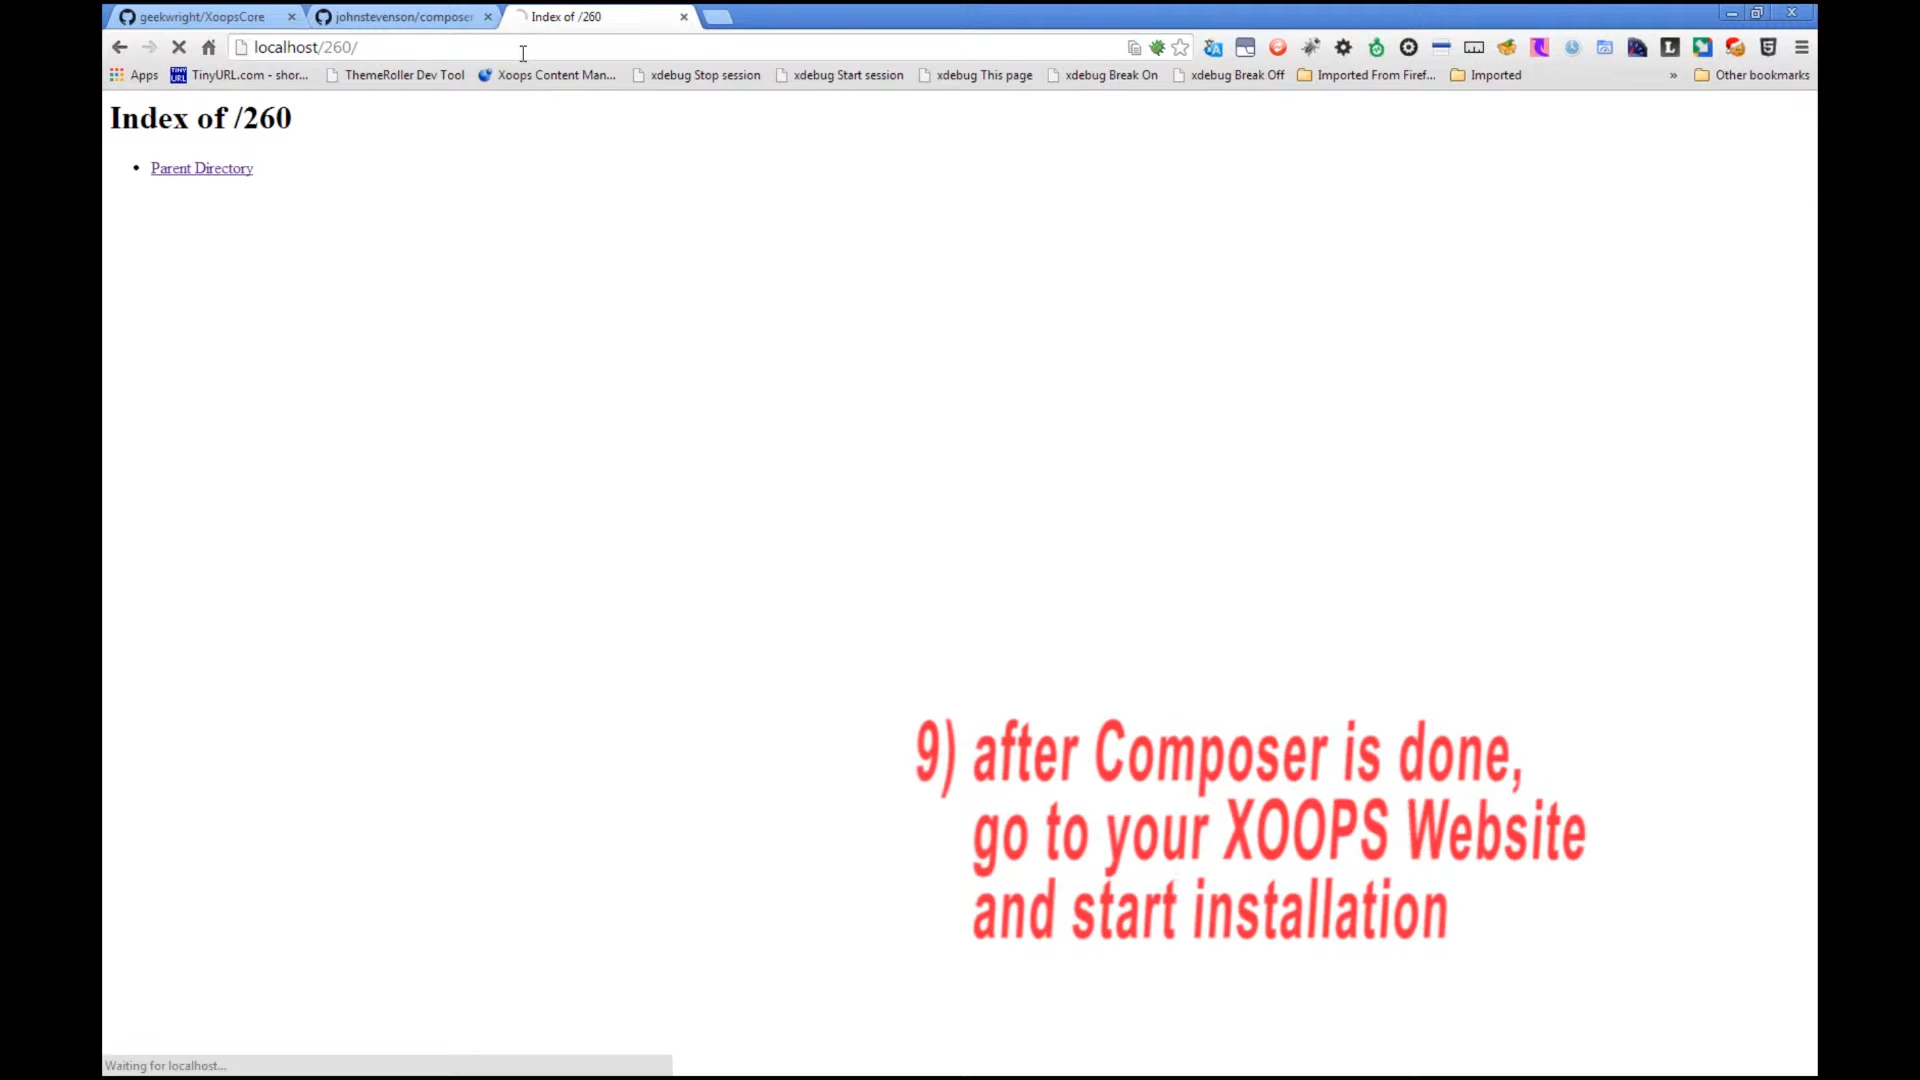 geekwright/XoopsCore
johnstevenson/composer
Index of /260
localhost/260/
Apps
TinyURL.com - shor...
ThemeRoller Dev Tool
Xoops Content Man...
xdebug Stop session
xdebug Start session
xdebug This page
xdebug Break On
xdebug Break Off
Imported From Firef...
Imported
»
Other bookmarks
Index of /260
• Parent Directory
9) after Composer is done,
go to your XOOPS Website
and start installation
Waiting for localhost...